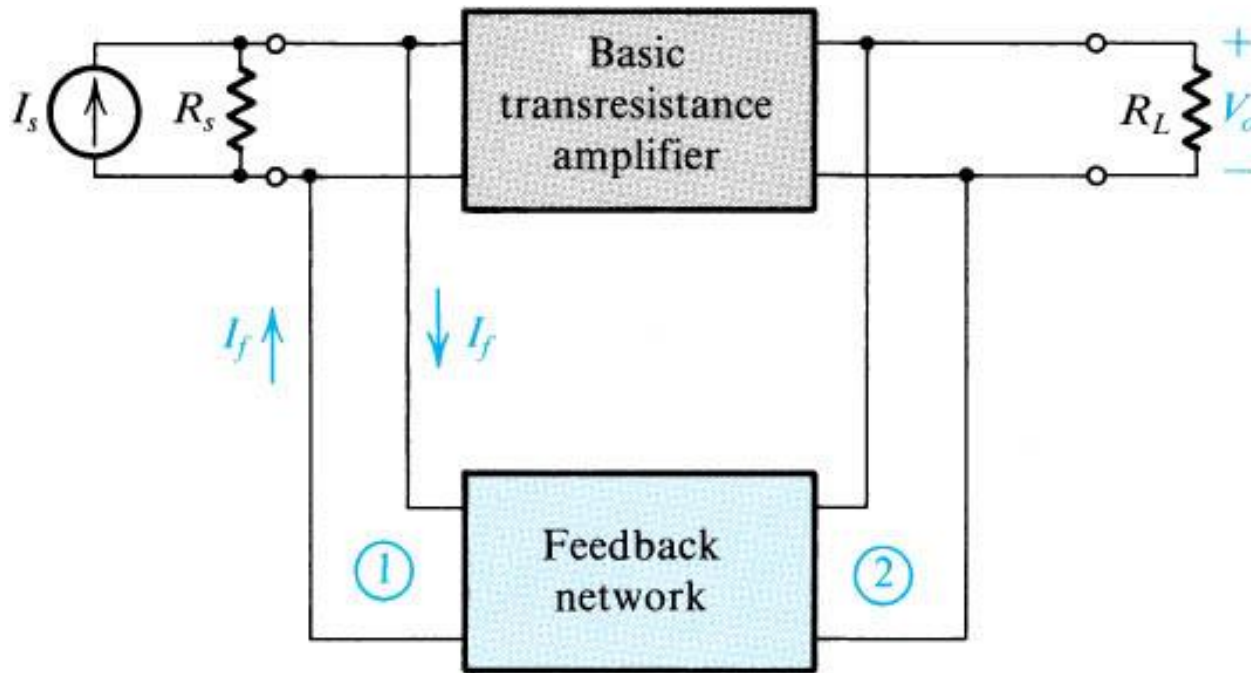 Basic
transresistance
amplifier
I_s
R_s
R_L
+
V_o
−
I_f
I_f
1
Feedback
network
2